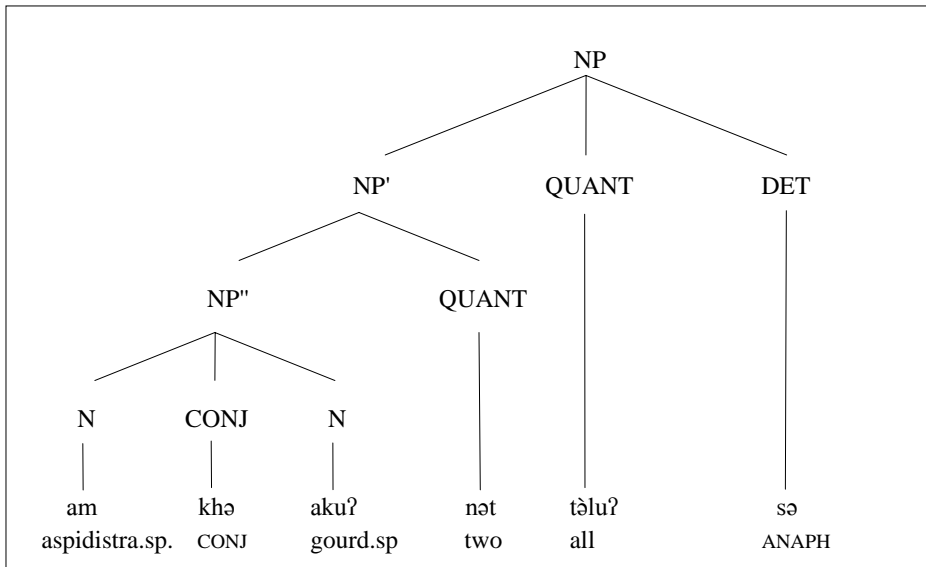 NP
NP' QUANT DET
NP" QUANT
N CONJ N
am khə akuʔ nət tə̀luʔ sə
aspidistra.sp. CONJ gourd.sp two all ANAPH